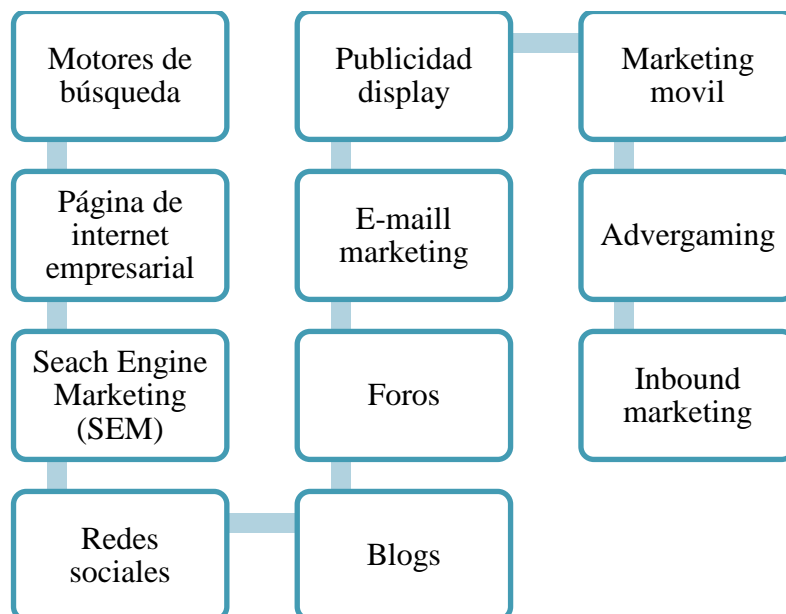 Motores de
búsqueda
Página de
internet
empresarial
Seach Engine
Marketing
(SEM)
Redes
sociales
Blogs
Foros
E-maill
marketing
Publicidad
display
Marketing
movil
Advergaming
Inbound
marketing